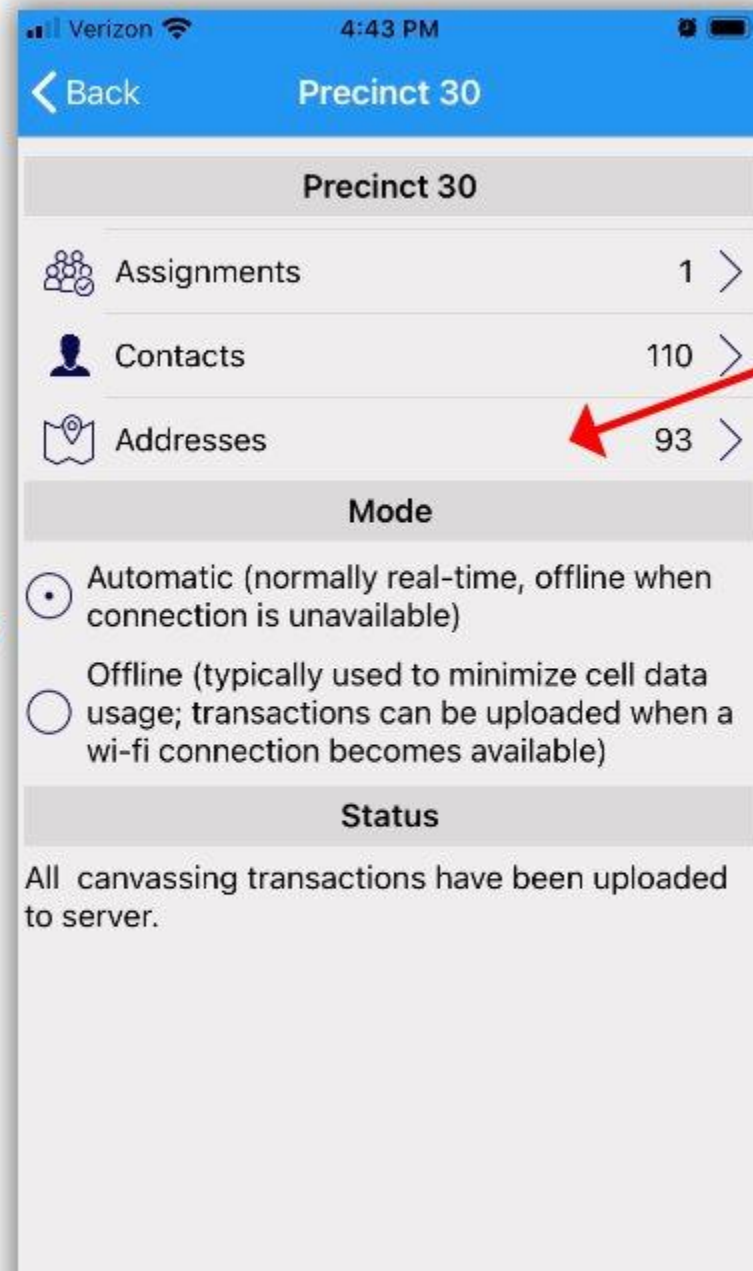 Verizon 4:43 PM
Back Precinct 30
Precinct 30
Assignments 1
Contacts 110
Addresses 93
Mode
Automatic (normally real-time, offline when
connection is unavailable)
Offline (typically used to minimize cell data
usage; transactions can be uploaded when a
wi-fi connection becomes available)
Status
All canvassing transactions have been uploaded
to server.